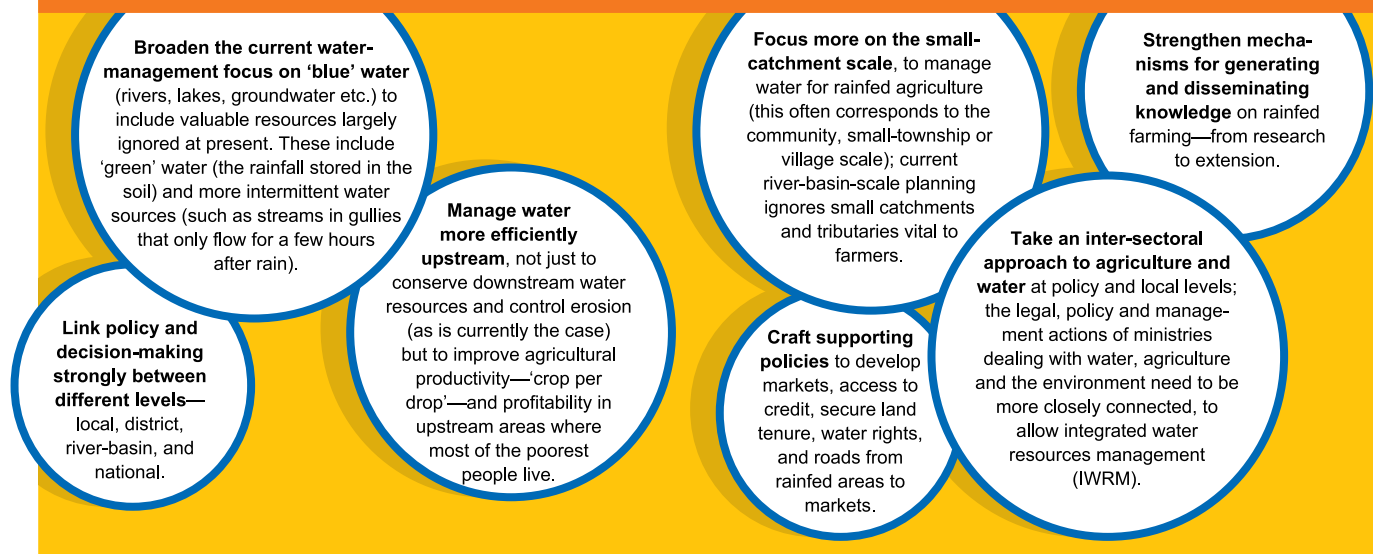 Broaden the current water-
management focus on ‘blue’ water
(rivers, lakes, groundwater etc.) to
include valuable resources largely
ignored at present. These include
‘green’ water (the rainfall stored in the
soil) and more intermittent water
sources (such as streams in gullies
that only flow for a few hours
after rain).
Link policy and
decision-making
strongly between
different levels—
local, district,
river-basin, and
national.
Manage water
more efficiently
upstream, not just to
conserve downstream water
resources and control erosion
(as is currently the case)
but to improve agricultural
productivity—‘crop per
drop’—and profitability in
upstream areas where
most of the poorest
people live.
Focus more on the small-
catchment scale, to manage
water for rainfed agriculture
(this often corresponds to the
community, small-township or
village scale); current
river-basin-scale planning
ignores small catchments
and tributaries vital to
farmers.
Craft supporting
policies to develop
markets, access to
credit, secure land
tenure, water rights,
and roads from
rainfed areas to
markets.
Strengthen mecha-
nisms for generating
and disseminating
knowledge on rainfed
farming—from research
to extension.
Take an inter-sectoral
approach to agriculture and
water at policy and local levels;
the legal, policy and manage-
ment actions of ministries
dealing with water, agriculture
and the environment need to be
more closely connected, to
allow integrated water
resources management
(IWRM).